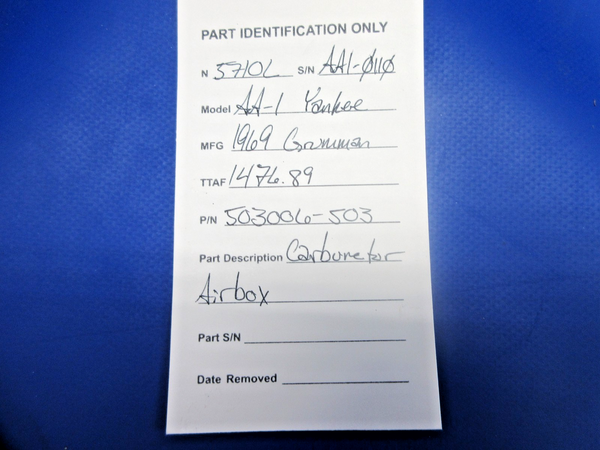 PART IDENTIFICATION ONLY
N 5710L S/N AA1-0110
Model AA-1 Yankee
MFG 1969 Grumman
TTAF 1476.89
P/N 503006-503
Part Description Carburetor
Airbox
Part S/N
Date Removed